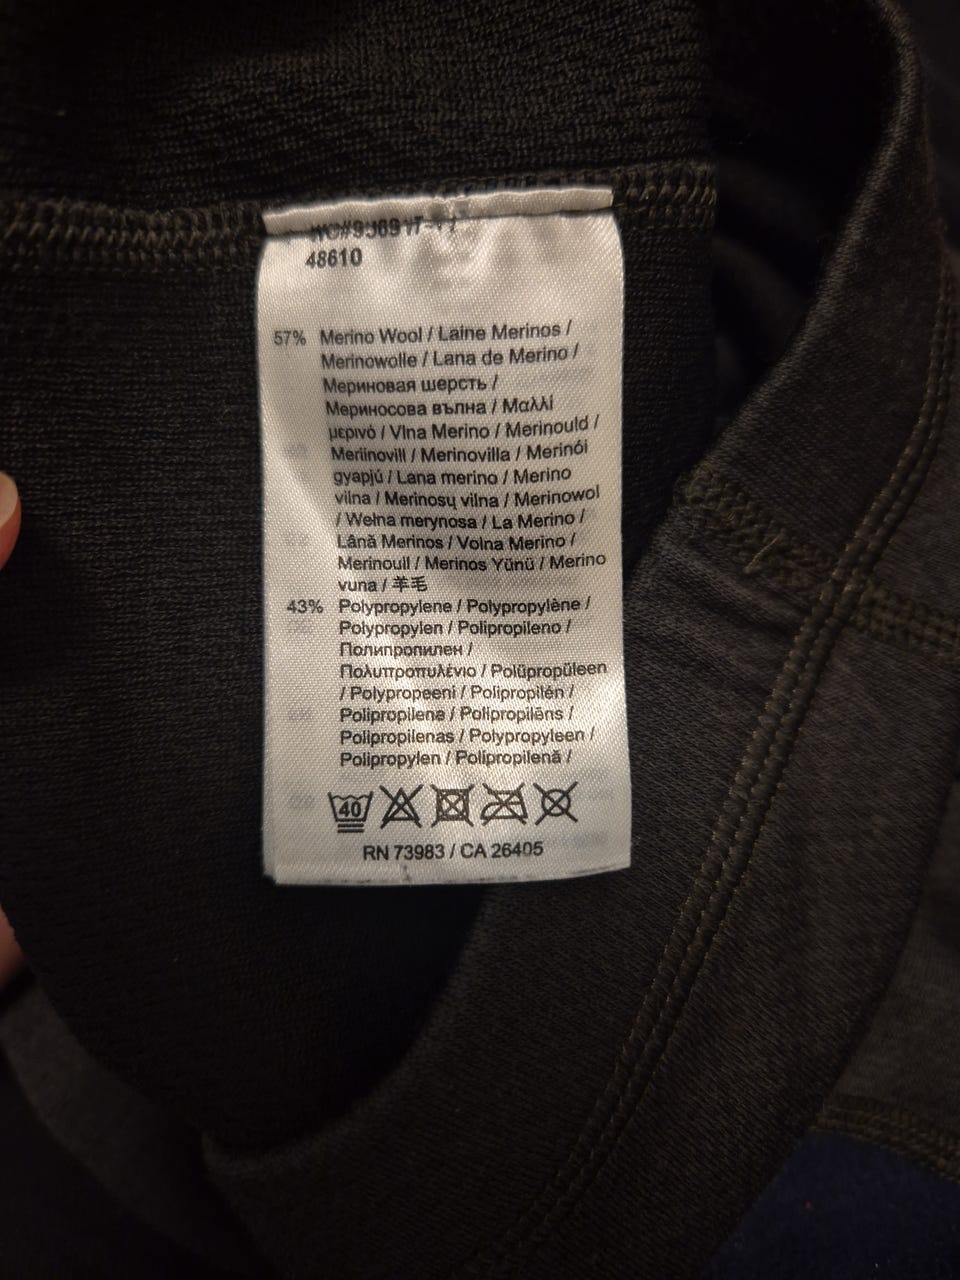 48610
57% Merino Wool / Laine Merinos /
Merinowolle / Lana de Merino /
Мериновая шерсть /
Мериносова вълна / Μαλλί
μερινό / Vlna Merino / Merinould /
Meriinovill / Merinovilla / Merinói
gyapjú / Lana merino / Merino
vilna / Merinosų vilna / Merinowol
/ Wełna merynosa / La Merino /
Lână Merinos / Volna Merino /
Merinoull / Merinos Yünü / Merino
vuna / 羊毛
43% Polypropylene / Polypropylène /
Polypropylen / Polipropileno /
Полипропилен /
Πολυπροπυλένιο / Polüpropüleen
/ Polypropeeni / Polipropilén /
Polipropilene / Polipropilēns /
Polipropilenas / Polypropyleen /
Polipropylen / Polipropilenă /
40
RN 73983 / CA 26405